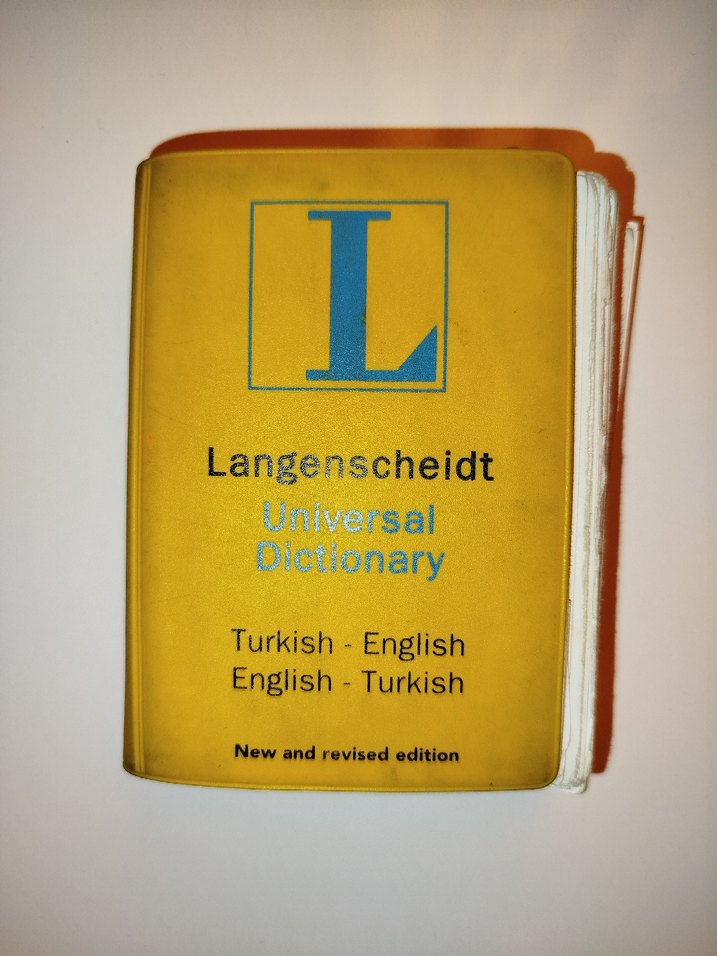 L
Langenscheidt
Universal
Dictionary
Turkish - English
English - Turkish
New and revised edition